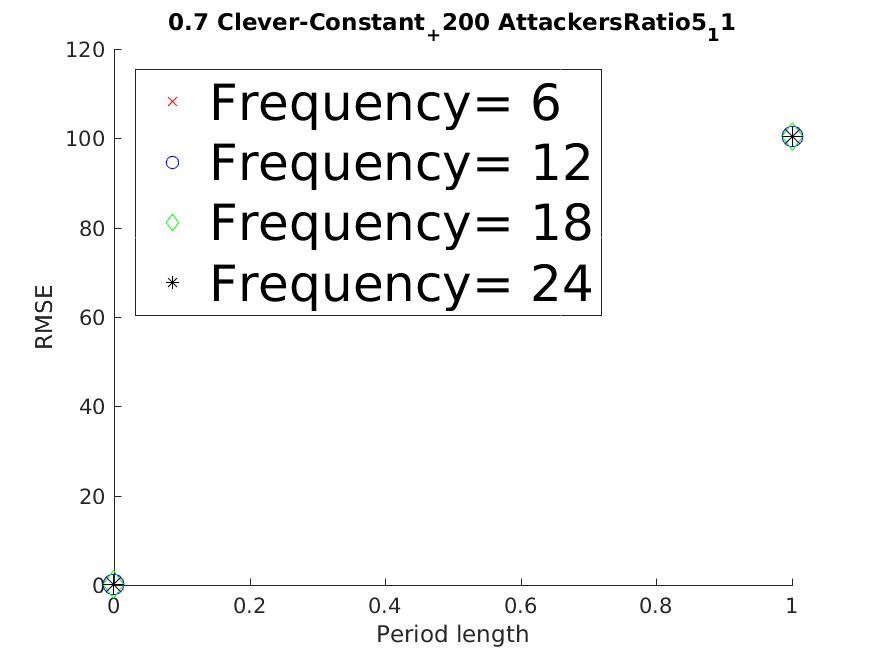 0.7 Clever-Constant₊200 AttackersRatio5₁1
120
100
80
60
40
20
0
RMSE
Frequency= 6
Frequency= 12
Frequency= 18
Frequency= 24
0 0.2 0.4 0.6 0.8 1
Period length